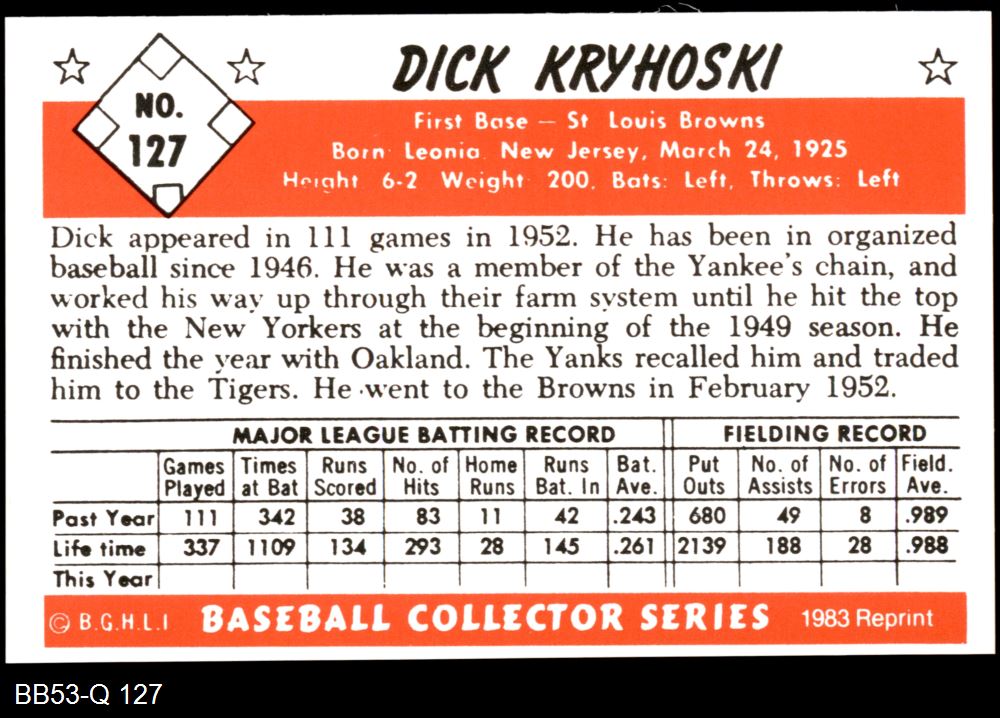 NO.
127
DICK KRYHOSKI
First Base — St Louis Browns
Born Leonia New Jersey, March 24, 1925
Height 6-2 Weight 200, Bats: Left, Throws: Left
Dick appeared in 111 games in 1952. He has been in organized
baseball since 1946. He was a member of the Yankee's chain, and
worked his way up through their farm system until he hit the top
with the New Yorkers at the beginning of the 1949 season. He
finished the year with Oakland. The Yanks recalled him and traded
him to the Tigers. He went to the Browns in February 1952.
MAJOR LEAGUE BATTING RECORD FIELDING RECORD
Games Times Runs No. of Home Runs Bat. Put No. of No. of Field.
Played at Bat Scored Hits Runs Bat. In Ave. Outs Assists Errors Ave.
Past Year 111 342 38 83 11 42 .243 680 49 8 .989
Life time 337 1109 134 293 28 145 .261 2139 188 28 .988
This Year
© B.G.H.L.I BASEBALL COLLECTOR SERIES 1983 Reprint
BB53-Q 127